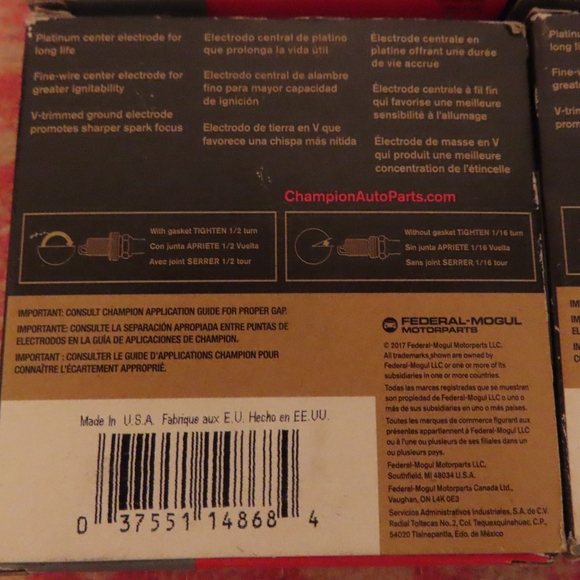 Platinum center electrode for
long life
Fine-wire center electrode for
greater ignitability
V-trimmed ground electrode
promotes sharper spark focus
Electrodo central de platino
que prolonga la vida útil
Electrodo central de alambre
fino para mayor capacidad
de ignición
Electrodo de tierra en V que
favorece una chispa más nítida
Électrode centrale en
platine offrant une durée
de vie accrue
Électrode centrale à fil fin
qui favorise une meilleure
sensibilité à l'allumage
Électrode de masse en V
qui produit une meilleure
concentration de l'étincelle
ChampionAutoParts.com
With gasket TIGHTEN 1/2 turn
Con junta APRIETE 1/2 Vuella
Avec joint SERRER 1/2 tour
Without gasket TIGHTEN 1/16 turn
Sin junta APRIETE 1/16 Vuelta
Sans joint SERRER 1/16 tour
IMPORTANT: CONSULT CHAMPION APPLICATION GUIDE FOR PROPER GAP.
IMPORTANTE: CONSULTE LA SEPARACIÓN APROPIADA ENTRE PUNTAS DE
ELECTRODOS EN LA GUÍA DE APLICACIONES DE CHAMPION.
IMPORTANT : CONSULTER LE GUIDE D'APPLICATIONS CHAMPION POUR
CONNAÎTRE L'ÉCARTEMENT APPROPRIÉ.
FEDERAL-MOGUL
MOTORPARTS
© 2017 Federal-Mogul Motorparts LLC.
All trademarks shown are owned by
Federal-Mogul LLC or one or more of its
subsidiaries in one or more countries.
Todas las marcas registradas que se muestran
son propiedad de Federal-Mogul LLC o uno o
más de sus subsidiarias en uno o más países.
Toutes les marques de commerce figurant aux
présentes appartiennent à Federal-Mogul LLC
ou à l'une ou plusieurs de ses filiales dans un
ou plusieurs pays.
Federal-Mogul Motorparts LLC,
Southfield, MI 48034 U.S.A.
Federal-Mogul Motorparts Canada Ltd.,
Vaughan, ON L4K 0E3
Servicios Administrativos Industriales, S.A. de C.V.
Radial Toltecas No.2, Col. Tequexquinahuac, C.P.
54020 Tlalnepantla, Edo. de México
Made In U.S.A. Fabrique aux E.U. Hecho en EE.UU.
0 37551 14868 4